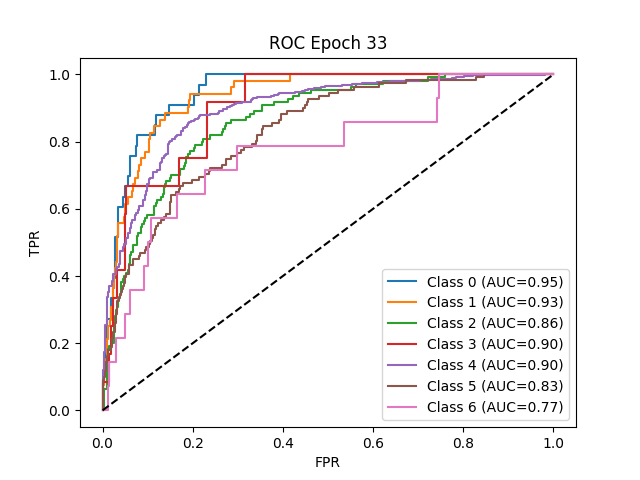 ROC Epoch 33
1.0
0.8
0.6
0.4
0.2
0.0
TPR
0.0 0.2 0.4 0.6 0.8 1.0
FPR
Class 0 (AUC=0.95)
Class 1 (AUC=0.93)
Class 2 (AUC=0.86)
Class 3 (AUC=0.90)
Class 4 (AUC=0.90)
Class 5 (AUC=0.83)
Class 6 (AUC=0.77)